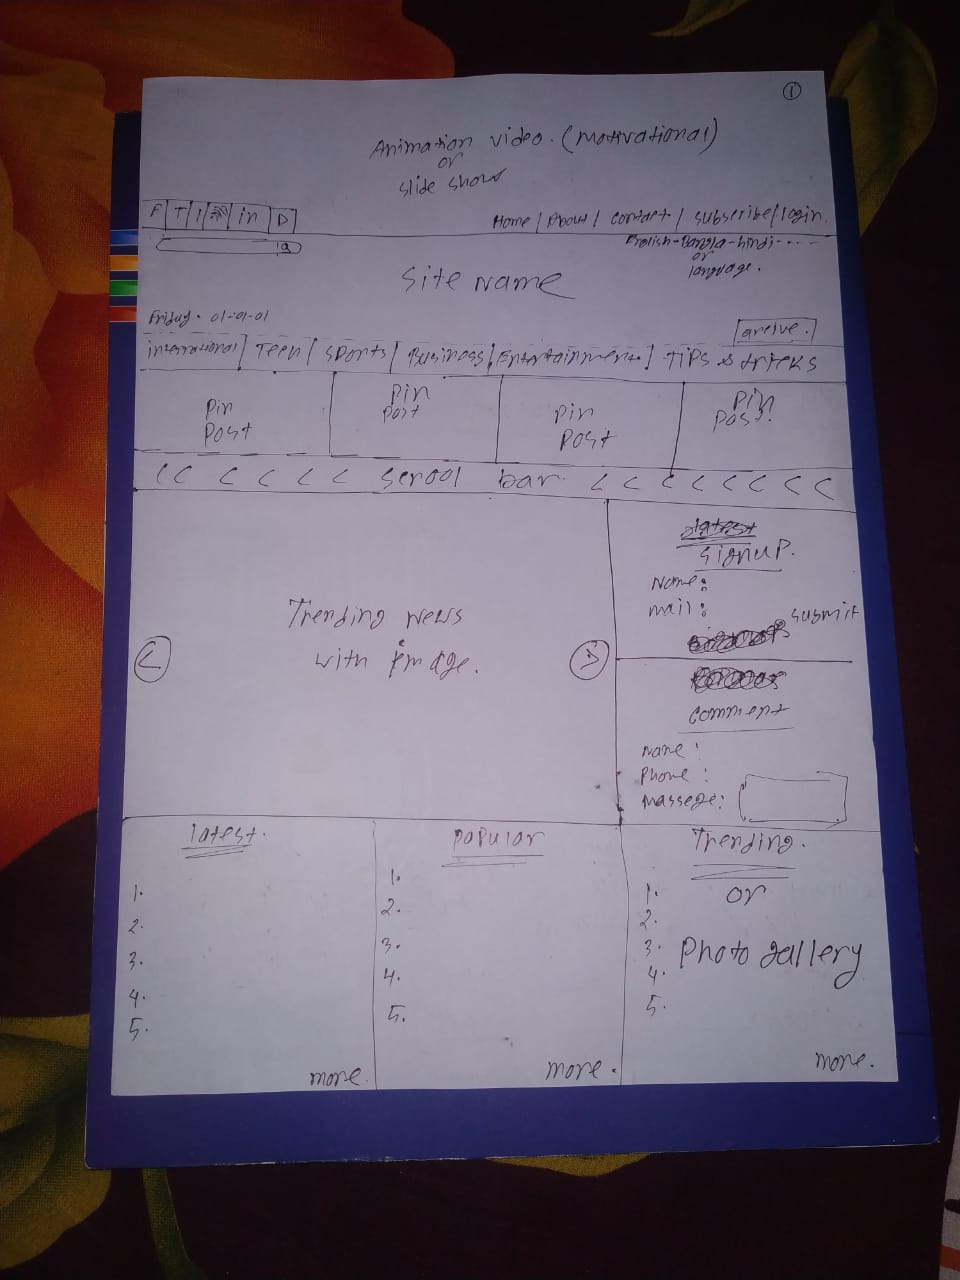 1
Animation video. (Motivational)
or
slide show
F T I in D
Home / About / contact / subscribe/login
English-Bangla-hindi-....
or
language.
Site Name
Friday. 01-01-01
arcive.
international / Teen / sports / Business / Entertainment / Tips & tricks
Pin
Post
Pin
Post
Pin
Post
Pin
Post.
< < < < < < scrool bar. < < < < < < < <
Trending news
with image.
<
>
signup.
Name:
mail:
submit
comment
Name:
Phone:
massege:
latest.
1.
2.
3.
4.
5.
more.
Popular
1.
2.
3.
4.
5.
more.
Trending.
or
Photo gallery
1.
2.
3.
4.
5.
more.